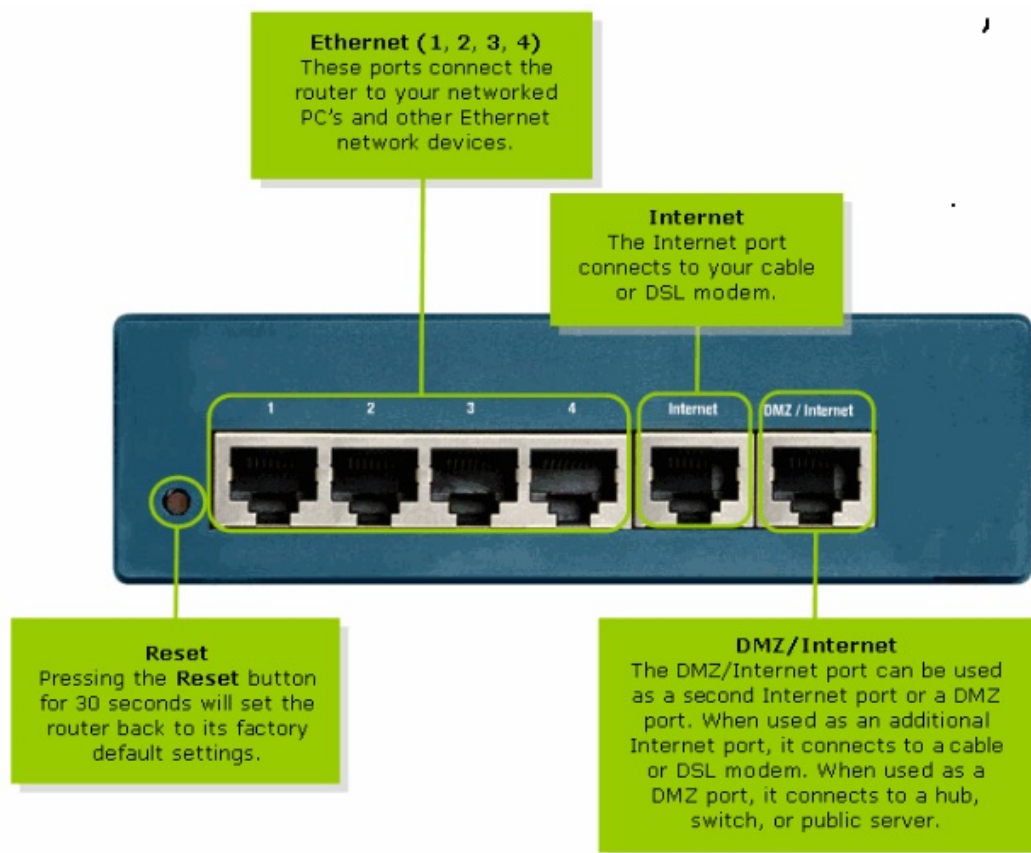 Ethernet (1, 2, 3, 4)
These ports connect the
router to your networked
PC's and other Ethernet
network devices.
Internet
The Internet port
connects to your cable
or DSL modem.
1
2
3
4
Internet
DMZ / Internet
Reset
Pressing the Reset button
for 30 seconds will set the
router back to its factory
default settings.
DMZ/Internet
The DMZ/Internet port can be used
as a second Internet port or a DMZ
port. When used as an additional
Internet port, it connects to a cable
or DSL modem. When used as a
DMZ port, it connects to a hub,
switch, or public server.